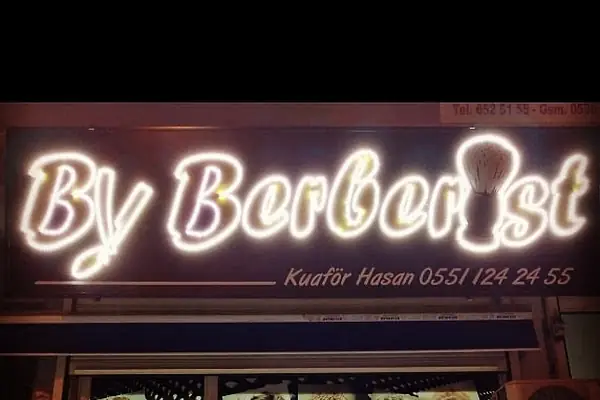 Tel. 652 51 55 - Gsm.
By Berberist
Kuaför Hasan 0551 124 24 55